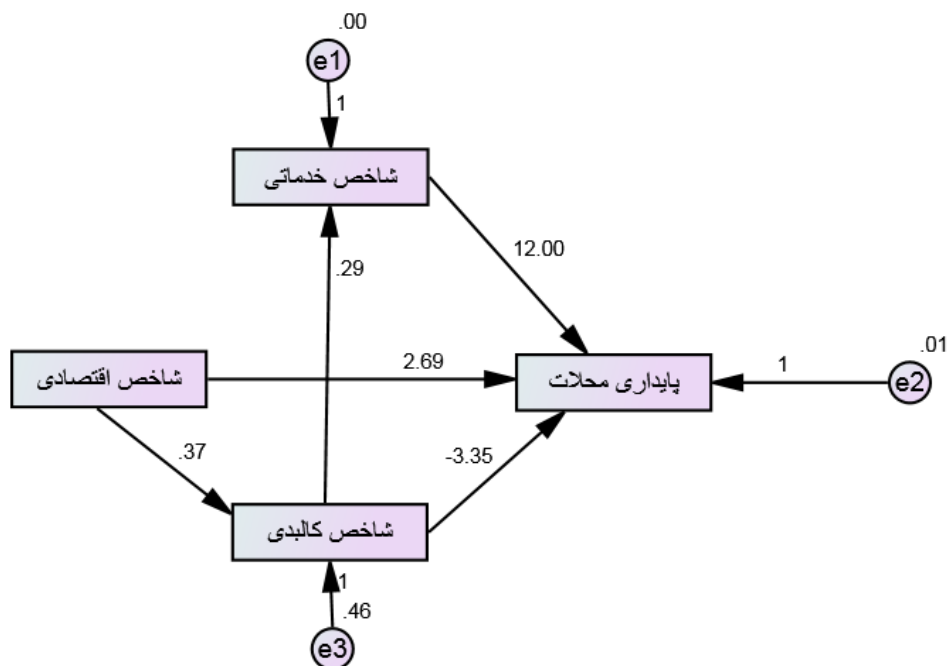 .00
e1
1
شاخص خدماتی
12.00
.29
.01
شاخص اقتصادی
2.69
پایداری محلات
1
e2
.37
-3.35
شاخص کالبدی
1
.46
e3